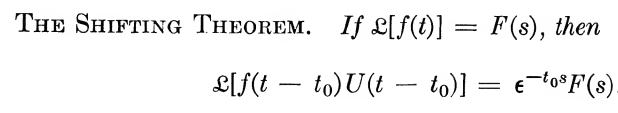 THE SHIFTING THEOREM. If ℒ[f(t)] = F(s), then
ℒ[f(t − t₀)U(t − t₀)] = ϵ^{−t₀s}F(s).